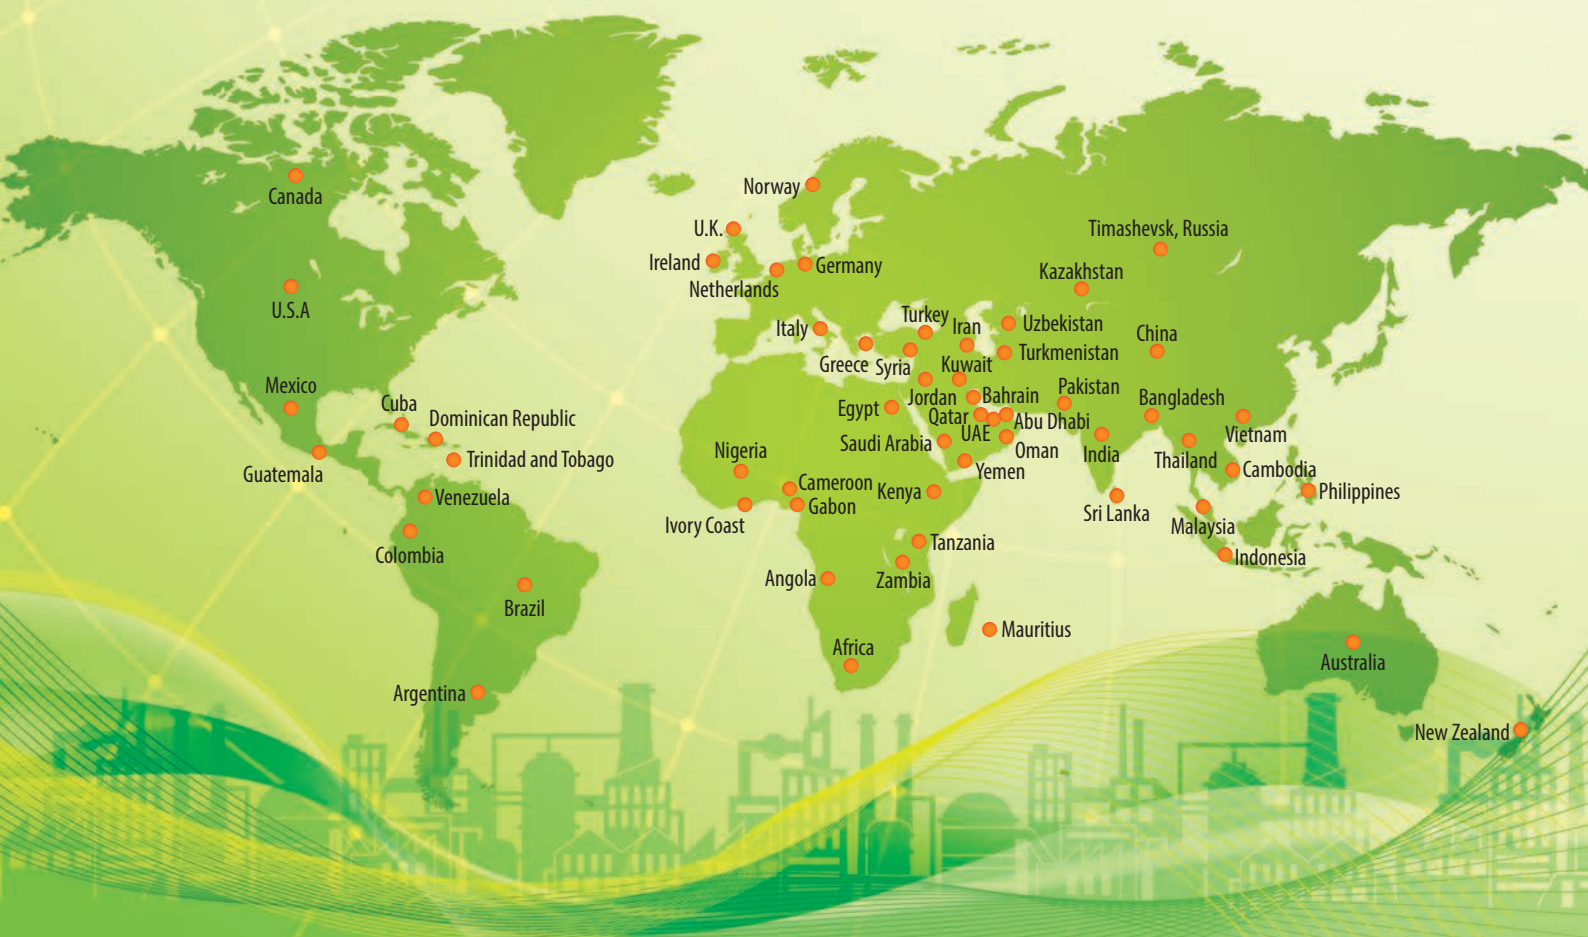 Canada
U.S.A
Mexico
Guatemala
Cuba
Dominican Republic
Trinidad and Tobago
Venezuela
Colombia
Brazil
Argentina
Norway
U.K.
Ireland
Netherlands
Germany
Italy
Greece
Turkey
Syria
Iran
Kuwait
Jordan
Bahrain
Qatar
UAE
Abu Dhabi
Oman
Egypt
Saudi Arabia
Yemen
Nigeria
Ivory Coast
Cameroon
Gabon
Kenya
Tanzania
Zambia
Angola
Africa
Mauritius
Timashevsk, Russia
Kazakhstan
Uzbekistan
Turkmenistan
China
Pakistan
Bangladesh
India
Sri Lanka
Thailand
Vietnam
Cambodia
Philippines
Malaysia
Indonesia
Australia
New Zealand